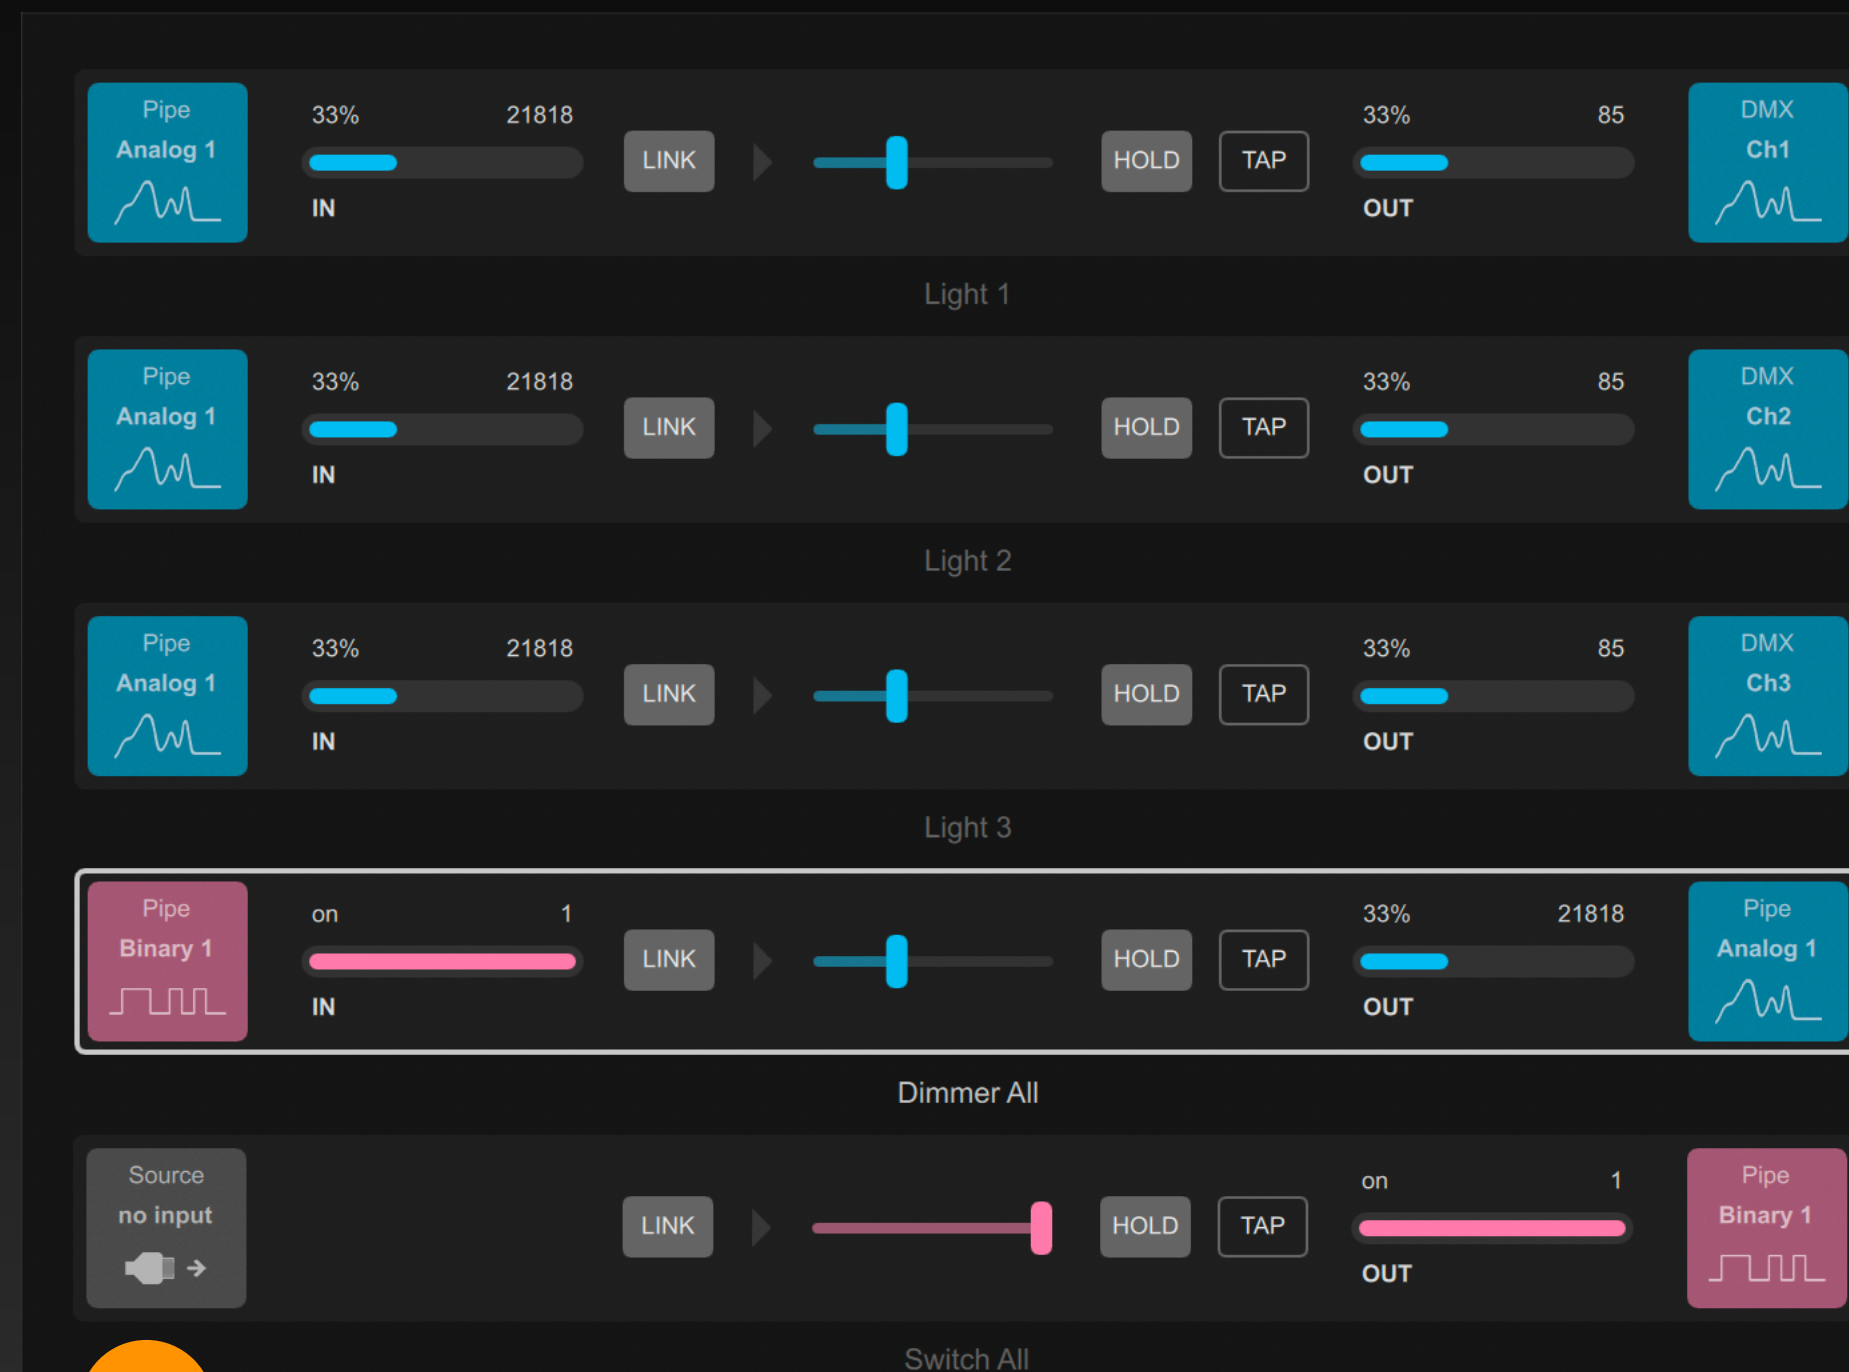 Pipe
Analog 1
33% 21818
IN
LINK
HOLD
TAP
33% 85
OUT
DMX
Ch1
Light 1
Pipe
Analog 1
33% 21818
IN
LINK
HOLD
TAP
33% 85
OUT
DMX
Ch2
Light 2
Pipe
Analog 1
33% 21818
IN
LINK
HOLD
TAP
33% 85
OUT
DMX
Ch3
Light 3
Pipe
Binary 1
on 1
IN
LINK
HOLD
TAP
33% 21818
OUT
Pipe
Analog 1
Dimmer All
Source
no input
LINK
HOLD
TAP
on 1
OUT
Pipe
Binary 1
Switch All